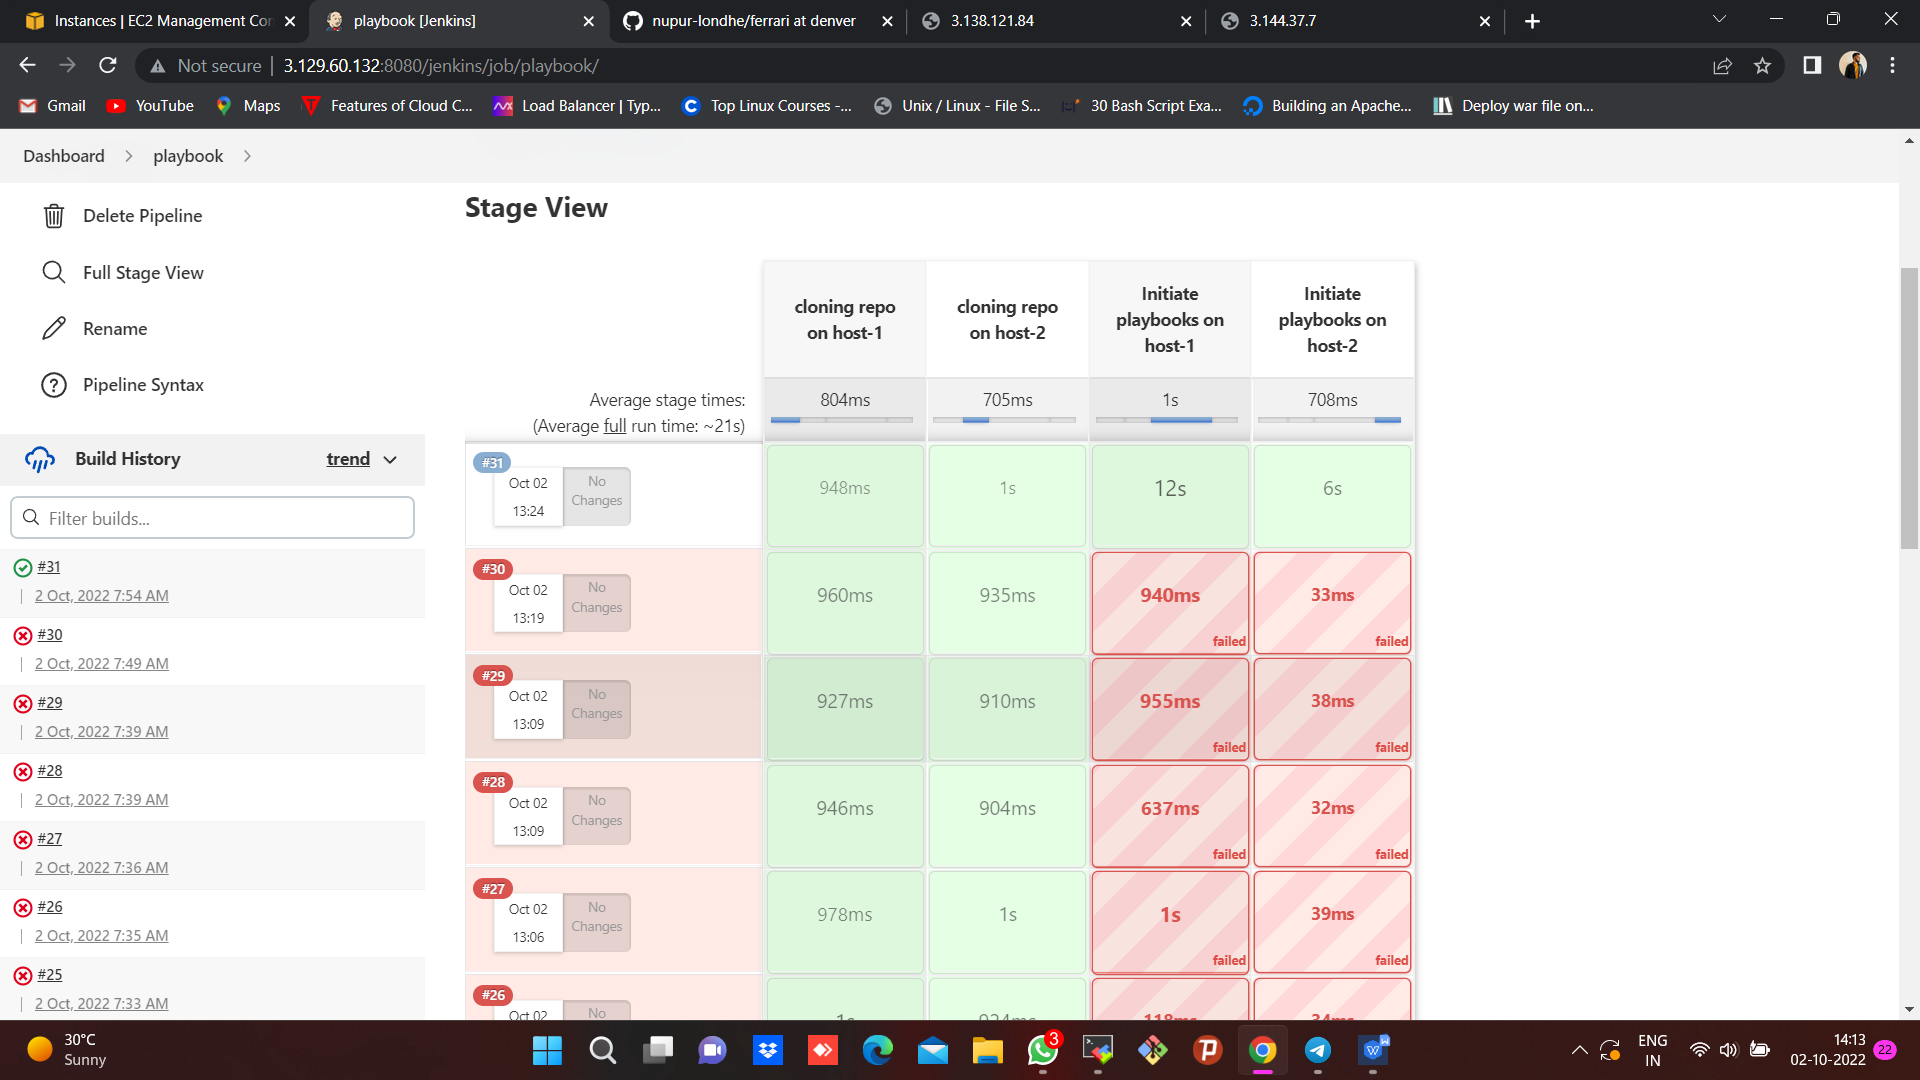 Instances | EC2 Management Con
playbook [Jenkins]
nupur-londhe/ferrari at denver
3.138.121.84
3.144.37.7
Not secure
3.129.60.132:8080/jenkins/job/playbook/
Gmail
YouTube
Maps
Features of Cloud C...
Load Balancer | Typ...
Top Linux Courses -...
Unix / Linux - File S...
30 Bash Script Exa...
Building an Apache...
Deploy war file on...
Dashboard
playbook
Delete Pipeline
Full Stage View
Rename
Pipeline Syntax
Build History
trend
Filter builds...
#31
2 Oct, 2022 7:54 AM
#30
2 Oct, 2022 7:49 AM
#29
2 Oct, 2022 7:39 AM
#28
2 Oct, 2022 7:39 AM
#27
2 Oct, 2022 7:36 AM
#26
2 Oct, 2022 7:35 AM
#25
2 Oct, 2022 7:33 AM
Stage View
cloning repo
on host-1
cloning repo
on host-2
Initiate
playbooks on
host-1
Initiate
playbooks on
host-2
Average stage times:
(Average full run time: ~21s)
804ms
705ms
1s
708ms
#31
Oct 02
13:24
No
Changes
948ms
1s
12s
6s
#30
Oct 02
13:19
No
Changes
960ms
935ms
940ms
failed
33ms
failed
#29
Oct 02
13:09
No
Changes
927ms
910ms
955ms
failed
38ms
failed
#28
Oct 02
13:09
No
Changes
946ms
904ms
637ms
failed
32ms
failed
#27
Oct 02
13:06
No
Changes
978ms
1s
1s
failed
39ms
failed
#26
Oct 02
No
1s
924ms
118ms
34ms
30°C
Sunny
3
ENG
IN
14:13
02-10-2022
22